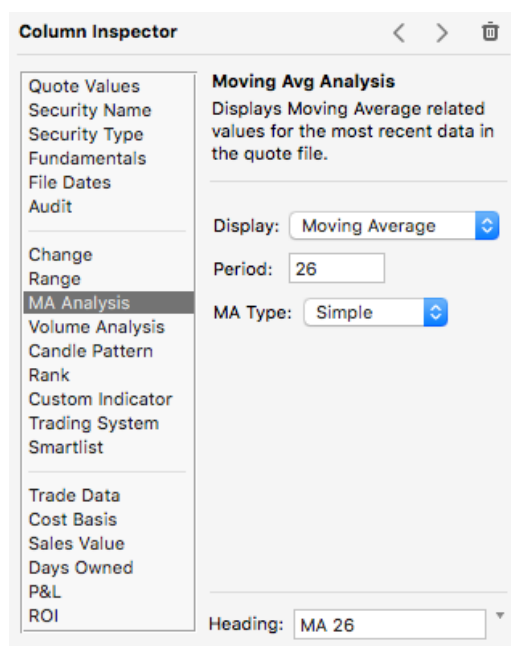 Column Inspector
Quote Values
Security Name
Security Type
Fundamentals
File Dates
Audit
Change
Range
MA Analysis
Volume Analysis
Candle Pattern
Rank
Custom Indicator
Trading System
Smartlist
Trade Data
Cost Basis
Sales Value
Days Owned
P&L
ROI
Moving Avg Analysis
Displays Moving Average related
values for the most recent data in
the quote file.
Display: Moving Average
Period: 26
MA Type: Simple
Heading: MA 26